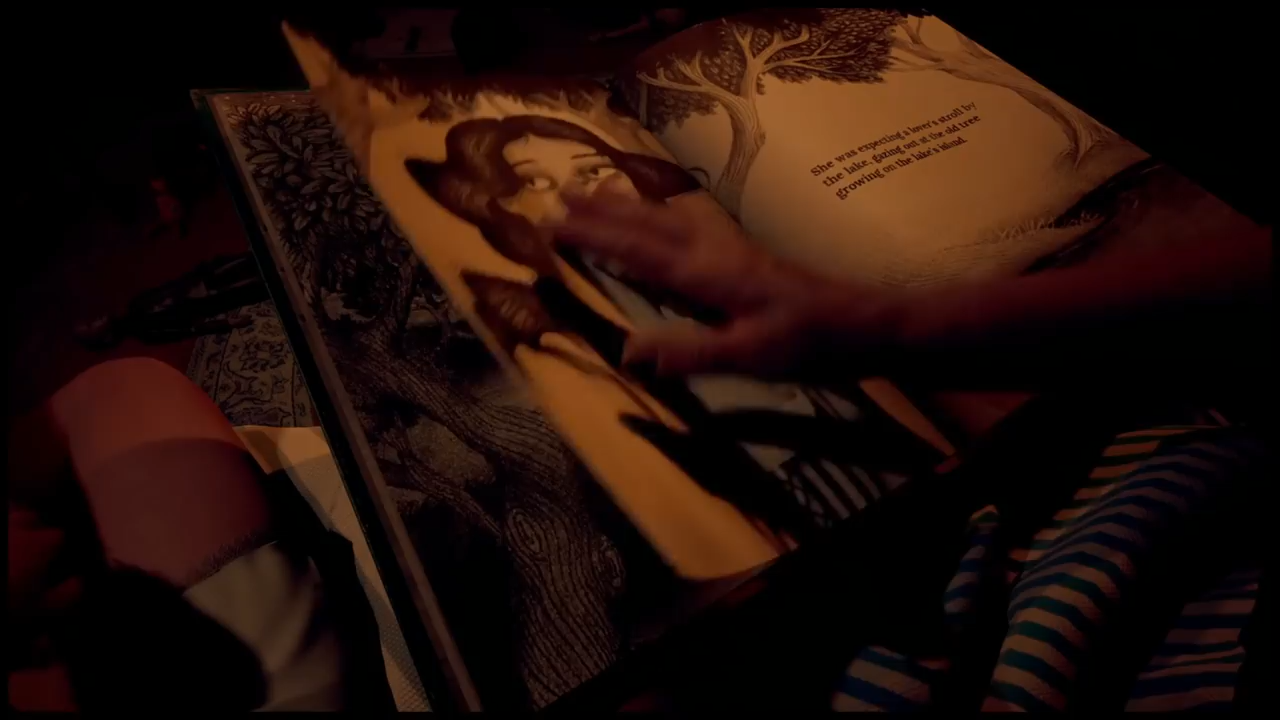 She was expecting a lover's stroll by
the lake, gazing out at the old tree
growing on the lake's island.